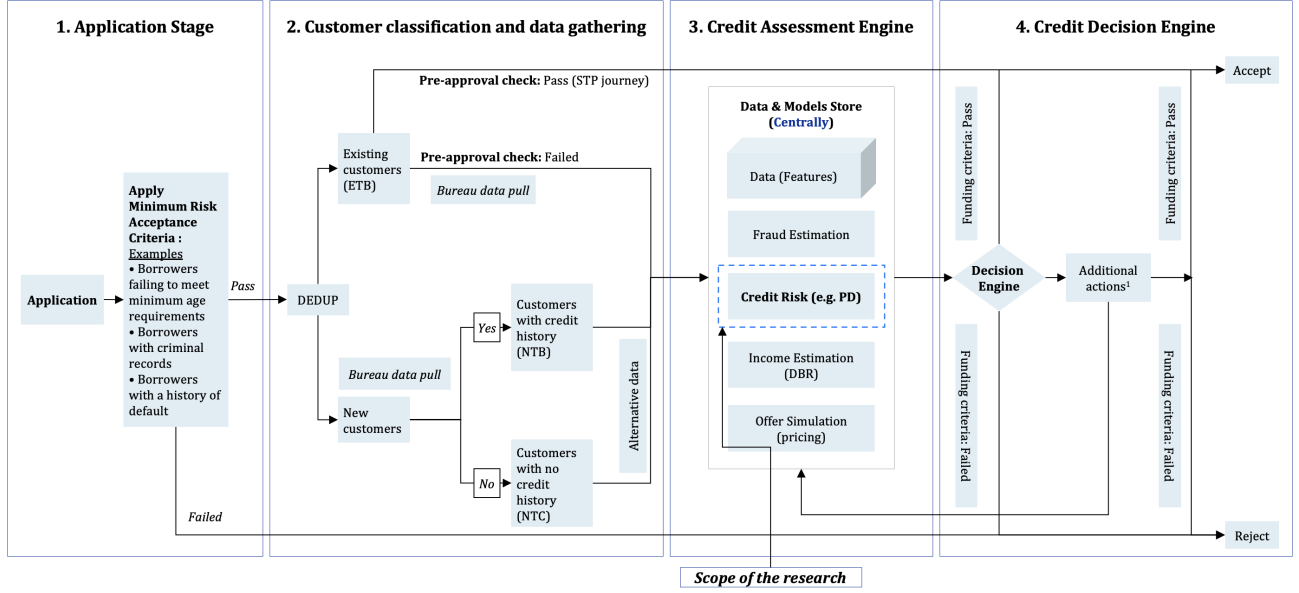 1. Application Stage
2. Customer classification and data gathering
3. Credit Assessment Engine
4. Credit Decision Engine
Application
Apply
Minimum Risk
Acceptance
Criteria :
Examples
• Borrowers
failing to meet
minimum age
requirements
• Borrowers
with criminal
records
• Borrowers
with a history of
default
Pass
Failed
DEDUP
Pre-approval check: Pass (STP journey)
Existing
customers
(ETB)
Pre-approval check: Failed
Bureau data pull
Bureau data pull
New
customers
Yes
No
Customers
with credit
history
(NTB)
Customers
with no
credit
history
(NTC)
Alternative data
Data & Models Store
(Centrally)
Data (Features)
Fraud Estimation
Credit Risk (e.g. PD)
Income Estimation
(DBR)
Offer Simulation
(pricing)
Scope of the research
Funding criteria: Pass
Decision
Engine
Funding criteria: Failed
Additional
actions¹
Funding criteria: Pass
Funding criteria: Failed
Accept
Reject